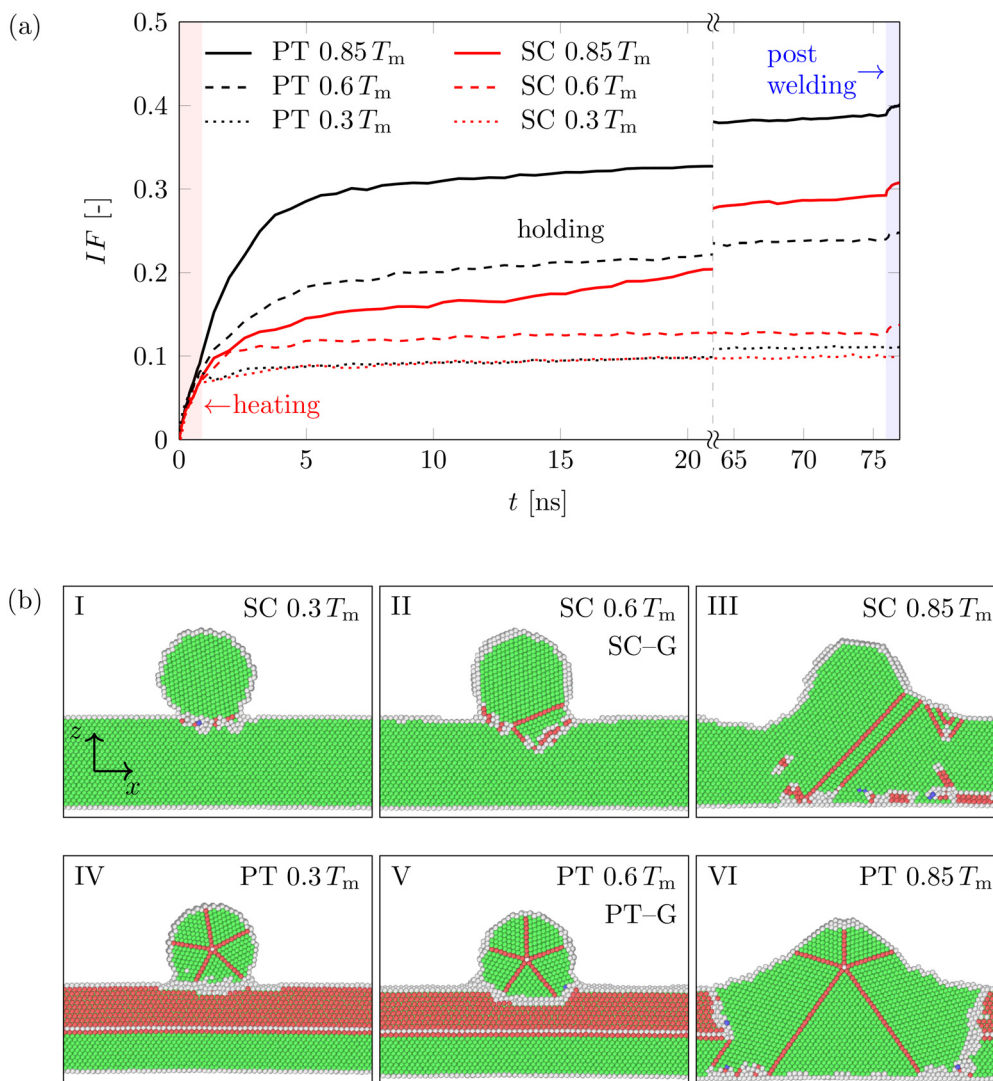 (a)
0.5
0.4
0.3
0.2
0.1
0
IF [-]
PT 0.85 Tm
SC 0.85 Tm
PT 0.6 Tm
SC 0.6 Tm
PT 0.3 Tm
SC 0.3 Tm
post
welding→
holding
←heating
0 5 10 15 20 65 70 75
t [ns]
(b)
I
SC 0.3 Tm
z
x
II
SC 0.6 Tm
SC–G
III
SC 0.85 Tm
IV
PT 0.3 Tm
V
PT 0.6 Tm
PT–G
VI
PT 0.85 Tm